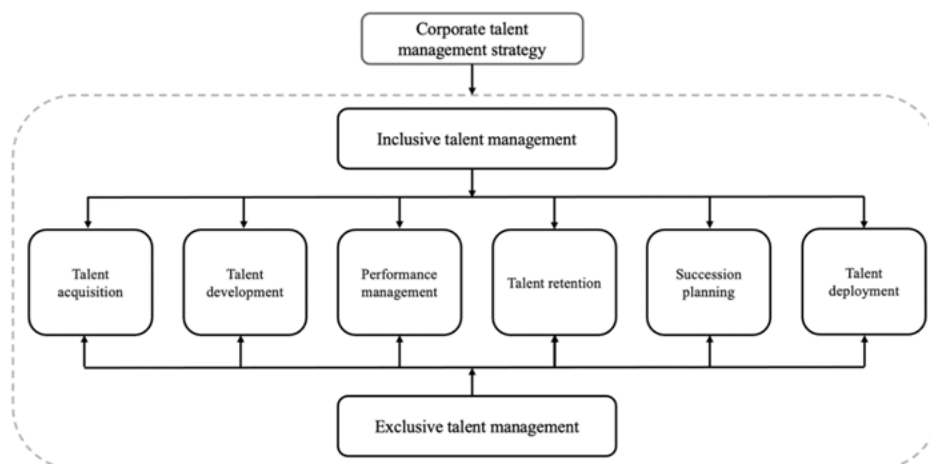 Corporate talent
management strategy
Inclusive talent management
Talent
acquisition
Talent
development
Performance
management
Talent retention
Succession
planning
Talent
deployment
Exclusive talent management